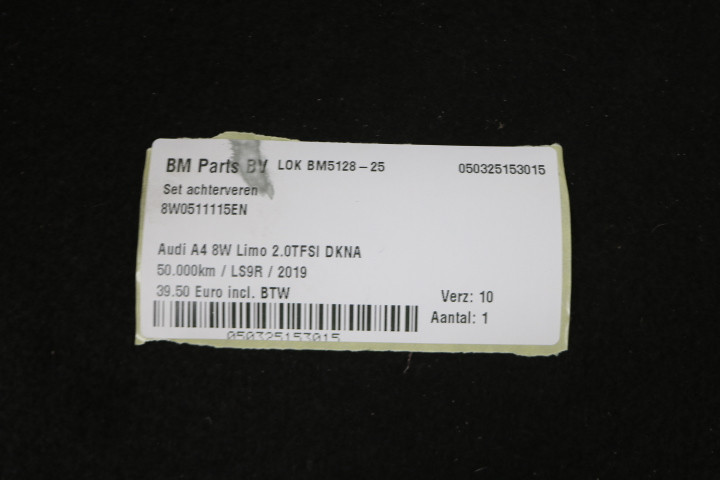 BM Parts BV LOK BM5128-25 050325153015
Set achterveren
8W0511115EN
Audi A4 8W Limo 2.0TFSI DKNA
50.000km / LS9R / 2019
39.50 Euro incl. BTW Verz: 10
Aantal: 1
050325153015